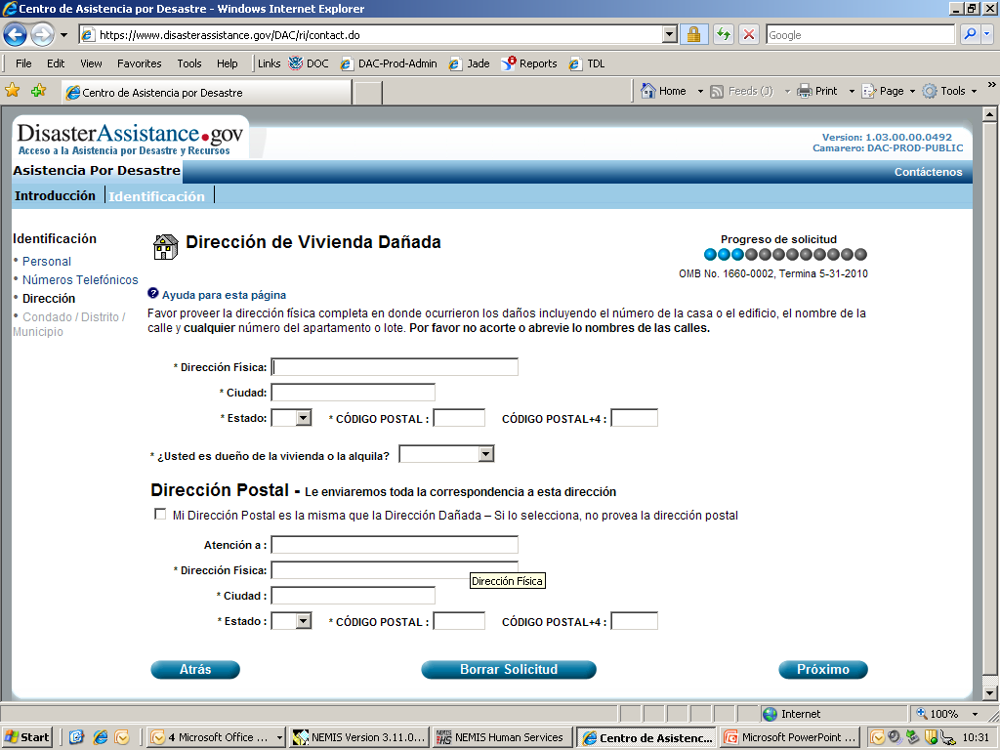 Centro de Asistencia por Desastre - Windows Internet Explorer
https://www.disasterassistance.gov/DAC/ri/contact.do
Google
File Edit View Favorites Tools Help Links DOC DAC-Prod-Admin Jade Reports TDL
Centro de Asistencia por Desastre Home Feeds (J) Print Page Tools
DisasterAssistance.gov
Acceso a la Asistencia por Desastre y Recursos
Version: 1.03.00.00.0492
Camarero: DAC-PROD-PUBLIC
Asistencia Por Desastre Contáctenos
Introducción Identificación
Identificación
• Personal
• Números Telefónicos
• Dirección
• Condado / Distrito /
Municipio
Dirección de Vivienda Dañada
Progreso de solicitud
OMB No. 1660-0002, Termina 5-31-2010
? Ayuda para esta página
Favor proveer la dirección física completa en donde ocurrieron los daños incluyendo el número de la casa o el edificio, el nombre de la
calle y cualquier número del apartamento o lote. Por favor no acorte o abrevie lo nombres de las calles.
* Dirección Física:
* Ciudad:
* Estado: * CÓDIGO POSTAL : CÓDIGO POSTAL+4 :
* ¿Usted es dueño de la vivienda o la alquila?
Dirección Postal - Le enviaremos toda la correspondencia a esta dirección
Mi Dirección Postal es la misma que la Dirección Dañada – Si lo selecciona, no provea la dirección postal
Atención a :
* Dirección Física:
Dirección Física
* Ciudad :
* Estado : * CÓDIGO POSTAL : CÓDIGO POSTAL+4 :
Atrás Borrar Solicitud Próximo
Internet 100%
Start 4 Microsoft Office ... NEMIS Version 3.11.0... NEMIS Human Services Centro de Asistenc... Microsoft PowerPoint ... 10:31